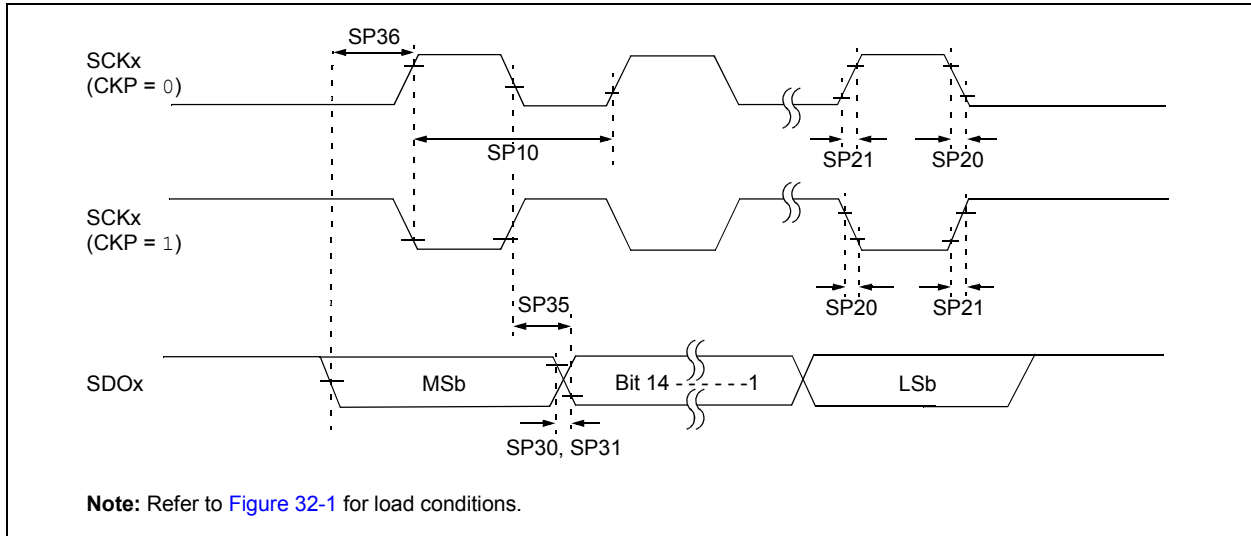 SP36
SCKx
(CKP = 0)
SP10
SP21
SP20
SCKx
(CKP = 1)
SP35
SP20
SP21
SDOx
MSb
Bit 14 - - - - - - -1
LSb
SP30, SP31
Note: Refer to Figure 32-1 for load conditions.